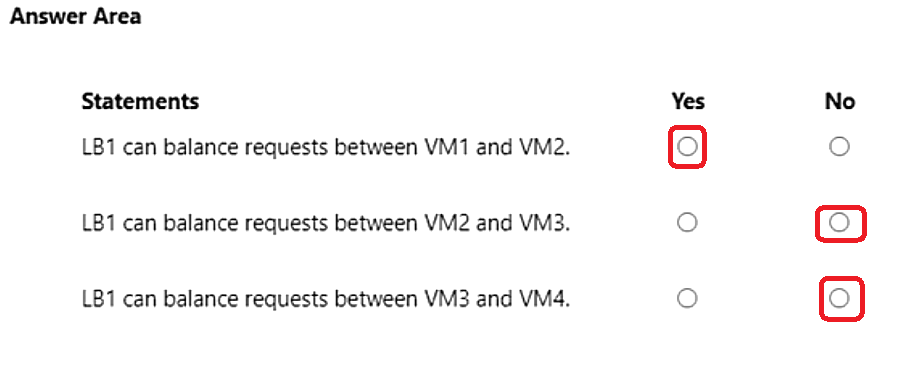 Answer Area
Statements Yes No
LB1 can balance requests between VM1 and VM2.
LB1 can balance requests between VM2 and VM3.
LB1 can balance requests between VM3 and VM4.